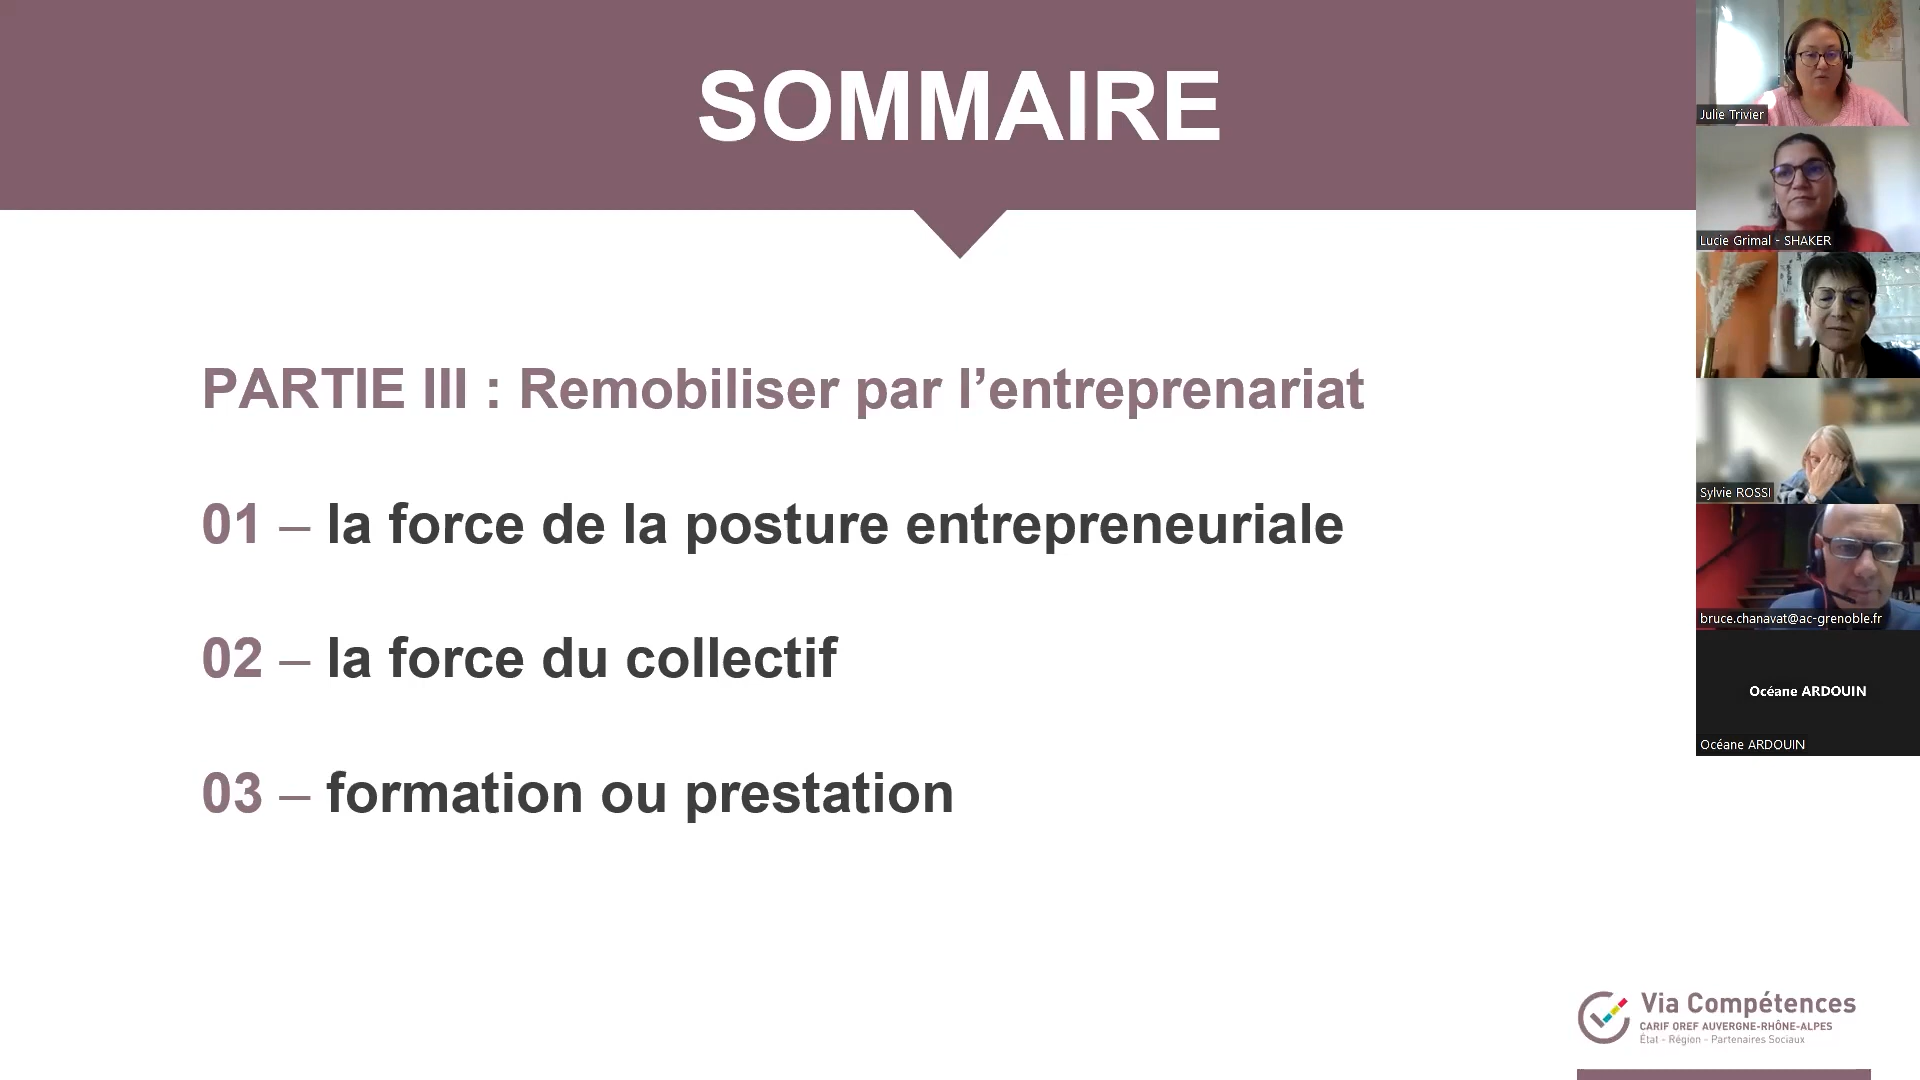 SOMMAIRE
PARTIE III : Remobiliser par l’entreprenariat
01 – la force de la posture entrepreneuriale
02 – la force du collectif
03 – formation ou prestation
Julie Trivier
Lucie Grimal - SHAKER
Sylvie ROSSI
bruce.chanavat@ac-grenoble.fr
Océane ARDOUIN
Océane ARDOUIN
Via Compétences
CARIF OREF AUVERGNE-RHÔNE-ALPES
État - Région - Partenaires Sociaux